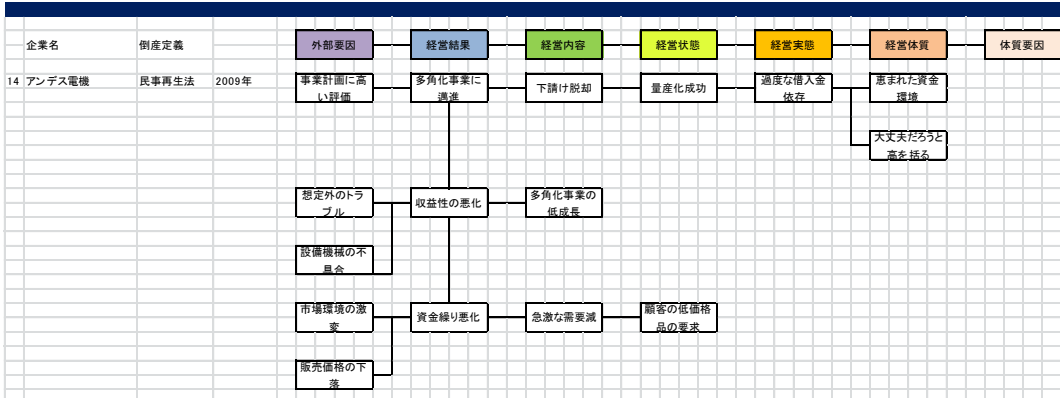 企業名 倒産定義 外部要因 経営結果 経営内容 経営状態 経営実態 経営体質 体質要因
14 アンデス電機 民事再生法 2009年
事業計画に高
い評価
多角化事業に
邁進
下請け脱却
量産化成功
過度な借入金
依存
恵まれた資金
環境
大丈夫だろうと
高を括る
想定外のトラ
ブル
収益性の悪化
多角化事業の
低成長
設備機械の不
具合
市場環境の激
変
資金繰り悪化
急激な需要減
顧客の低価格
品の要求
販売価格の下
落